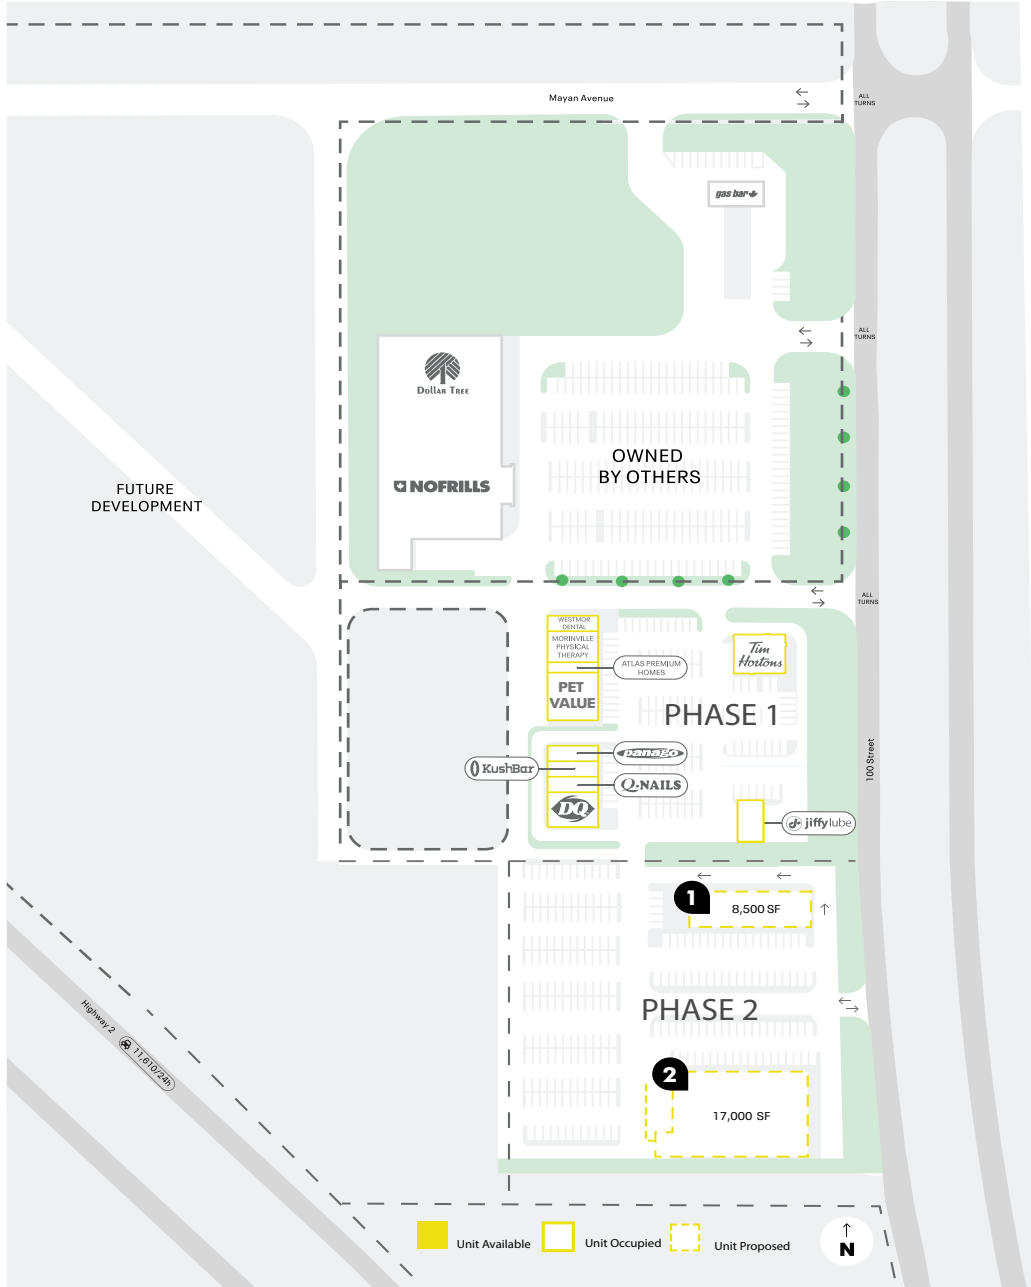 Mayan Avenue
ALL
TURNS
gas bar
ALL
TURNS
DOLLAR TREE
OWNED
BY OTHERS
NOFRILLS
FUTURE
DEVELOPMENT
ALL
TURNS
WESTMOR
DENTAL
MORINVILLE
PHYSICAL
THERAPY
ATLAS PREMIUM
HOMES
Tim
Hortons
PET
VALUE
PHASE 1
panago
KushBar
Q-NAILS
DQ
100 Street
jiffylube
1
8,500 SF
PHASE 2
Highway 2
11,610/24h
2
17,000 SF
Unit Available
Unit Occupied
Unit Proposed
N